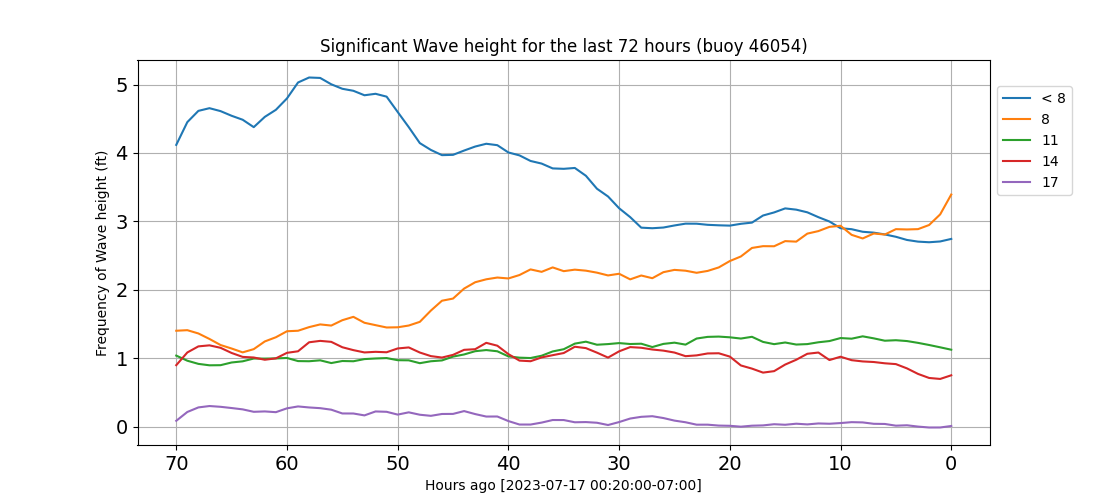 Significant Wave height for the last 72 hours (buoy 46054)
Frequency of Wave height (ft)
5
4
3
2
1
0
70 60 50 40 30 20 10 0
Hours ago [2023-07-17 00:20:00-07:00]
< 8
8
11
14
17